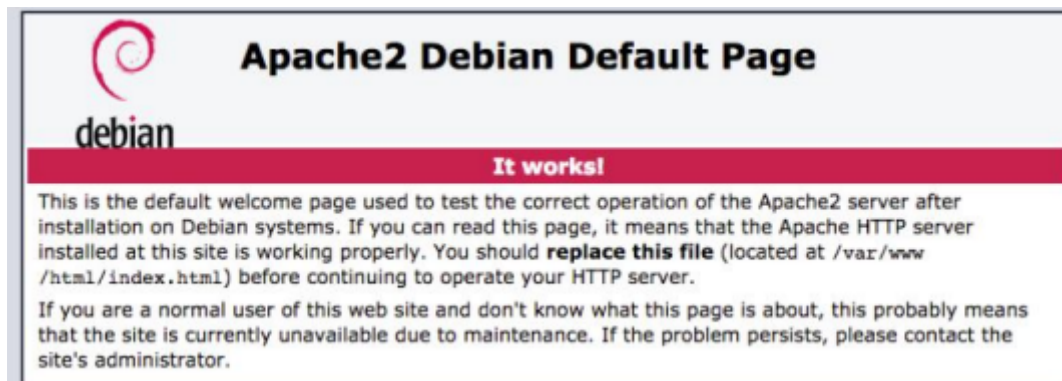 Apache2 Debian Default Page
debian
It works!
This is the default welcome page used to test the correct operation of the Apache2 server after
installation on Debian systems. If you can read this page, it means that the Apache HTTP server
installed at this site is working properly. You should replace this file (located at /var/www
/html/index.html) before continuing to operate your HTTP server.
If you are a normal user of this web site and don't know what this page is about, this probably means
that the site is currently unavailable due to maintenance. If the problem persists, please contact the
site's administrator.